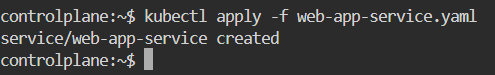 controlplane:~$ kubectl apply -f web-app-service.yaml
service/web-app-service created
controlplane:~$